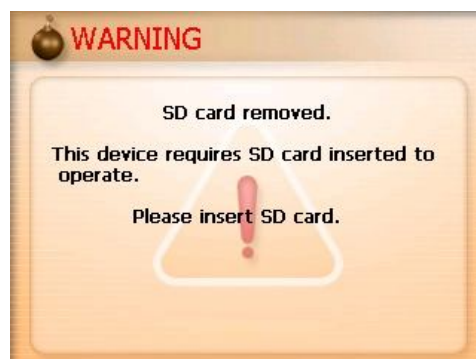 WARNING
SD card removed.
This device requires SD card inserted to
operate.
Please insert SD card.